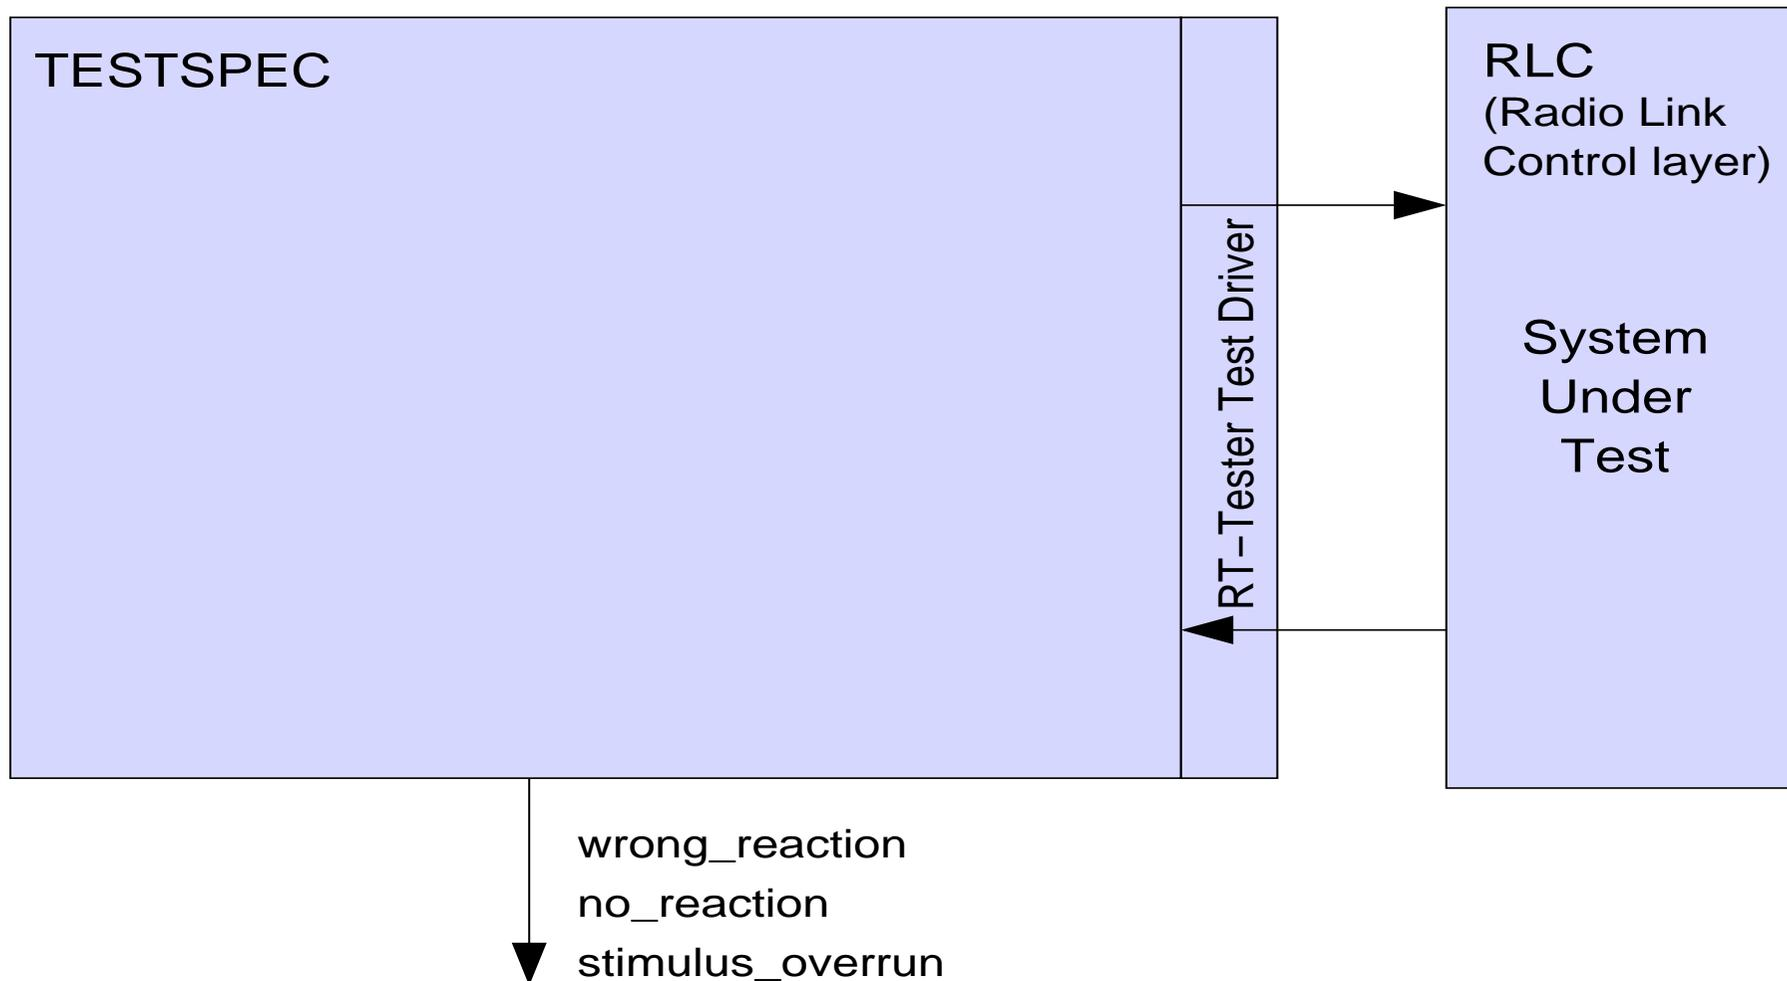 TESTSPEC
RT-Tester Test Driver
RLC
(Radio Link
Control layer)
System
Under
Test
wrong_reaction
no_reaction
stimulus_overrun